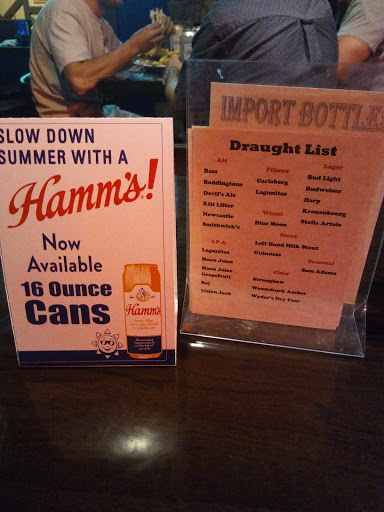 SLOW DOWN
SUMMER WITH A
Hamm's!
Now
Available
16 Ounce
Cans
Hamm's
IMPORT BOTTLE
Draught List
Ale
Bass
Boddingtons
Devil's Ale
Kilt Lifter
Newcastle
Smithwick's
I.P.A.
Lagunitas
Moon Juice
Moon Juice
Grapefruit
Union Jack
Pilsner
Carlsberg
Lagunitas
Wheat
Blue Moon
Stout
Left Hand Milk Stout
Guinness
Cider
Strongbow
Woodchuck Amber
Wyder's Dry Pear
Lager
Bud Light
Budweiser
Harp
Kronenbourg
Stella Artois
Seasonal
Sam Adams